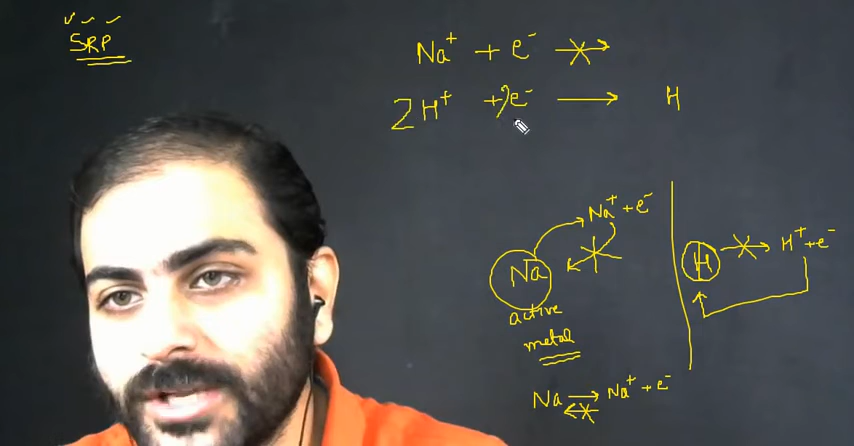 SRP
Na⁺ + e⁻ ⟶
2H⁺ + 2e⁻ ⟶ H
Na
Na⁺ + e⁻
active
metal
Na ⟶ Na⁺ + e⁻
H ⟶ H⁺ + e⁻